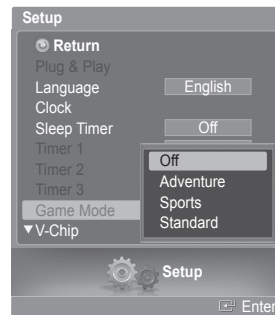 Setup
Return
Plug & Play
Language English
Clock
Sleep Timer Off
Timer 1
Timer 2
Timer 3
Game Mode
V-Chip
Off
Adventure
Sports
Standard
Setup
Enter